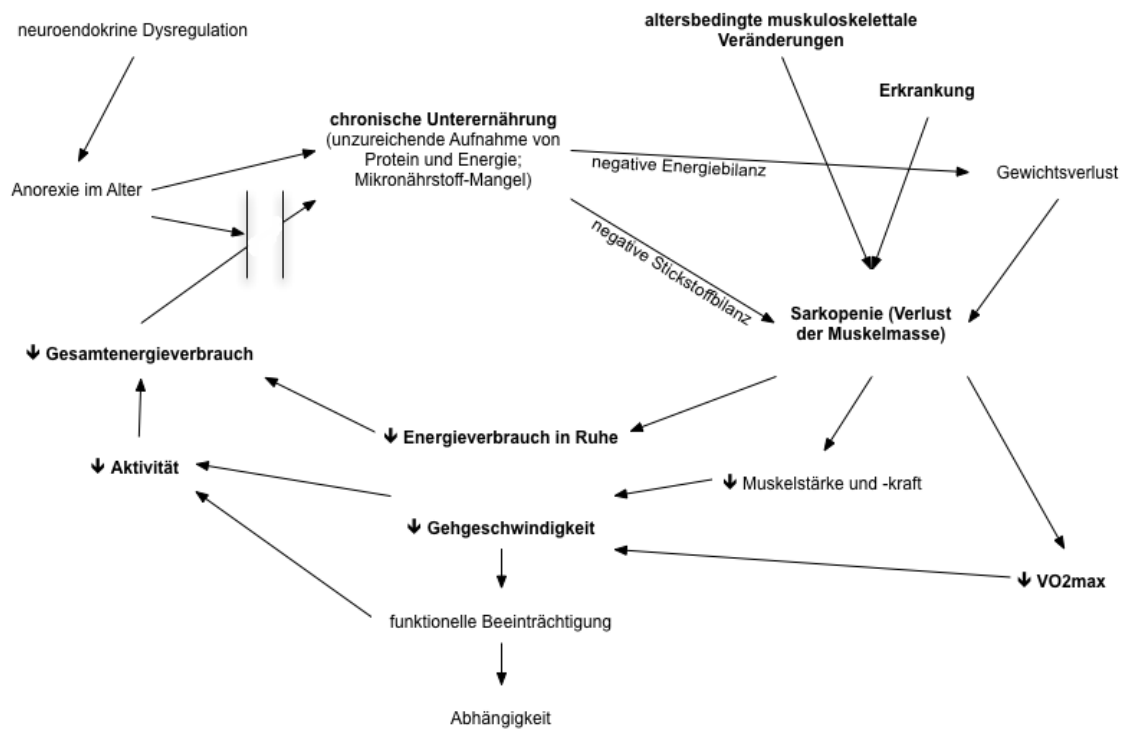 neuroendokrine Dysregulation
altersbedingte muskuloskelettale
Veränderungen
Erkrankung
chronische Unterernährung
(unzureichende Aufnahme von
Protein und Energie;
Mikronährstoff-Mangel)
negative Energiebilanz
Gewichtsverlust
Anorexie im Alter
negative Stickstoffbilanz
Sarkopenie (Verlust
der Muskelmasse)
↓ Gesamtenergieverbrauch
↓ Energieverbrauch in Ruhe
↓ Aktivität
↓ Muskelstärke und -kraft
↓ Gehgeschwindigkeit
↓ VO2max
funktionelle Beeinträchtigung
Abhängigkeit